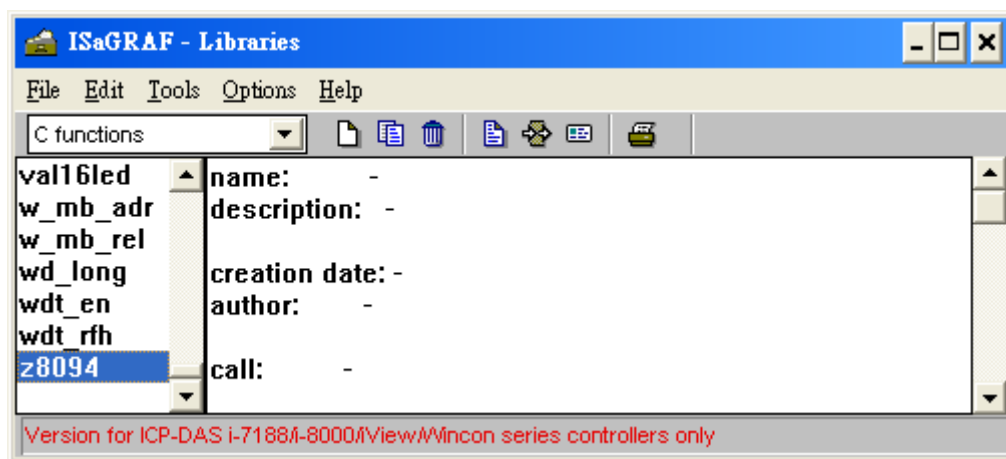 ISaGRAF - Libraries
File Edit Tools Options Help
C functions
val16led
w_mb_adr
w_mb_rel
wd_long
wdt_en
wdt_rfh
z8094
name: -
description: -
creation date: -
author: -
call: -
Version for ICP-DAS i-7188/i-8000/iView/Wincon series controllers only